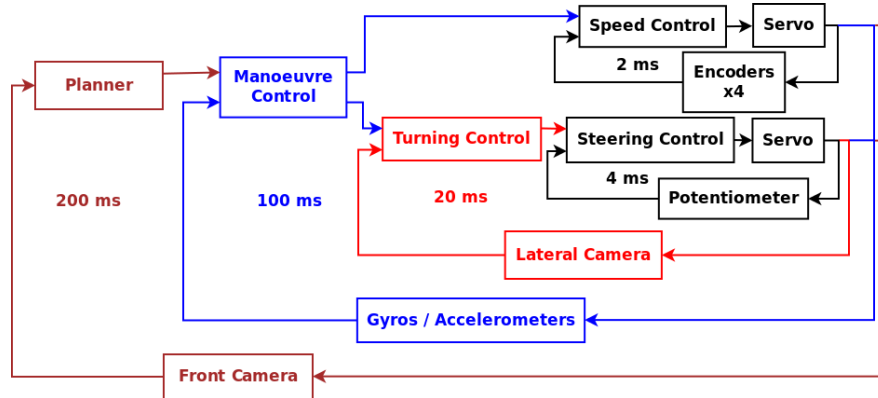 Speed Control
Servo
2 ms
Encoders
x4
Planner
Manoeuvre
Control
Turning Control
Steering Control
Servo
4 ms
Potentiometer
200 ms
100 ms
20 ms
Lateral Camera
Gyros / Accelerometers
Front Camera